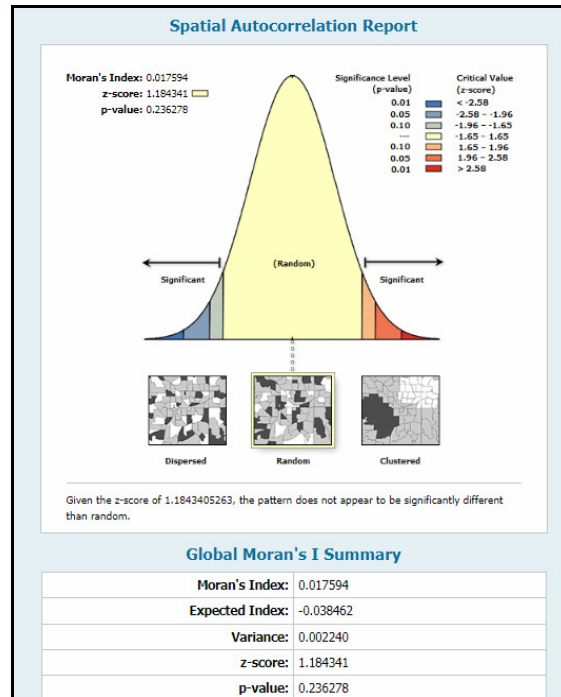 Spatial Autocorrelation Report
Moran's Index: 0.017594
z-score: 1.184341
p-value: 0.236278
Significance Level Critical Value
(p-value) (z-score)
0.01 < -2.58
0.05 -2.58 – -1.96
0.10 -1.96 – -1.65
--- -1.65 – 1.65
0.10 1.65 – 1.96
0.05 1.96 – 2.58
0.01 > 2.58
(Random)
Significant Significant
Dispersed Random Clustered
Given the z-score of 1.1843405263, the pattern does not appear to be significantly different
than random.
Global Moran's I Summary
Moran's Index: 0.017594
Expected Index: -0.038462
Variance: 0.002240
z-score: 1.184341
p-value: 0.236278